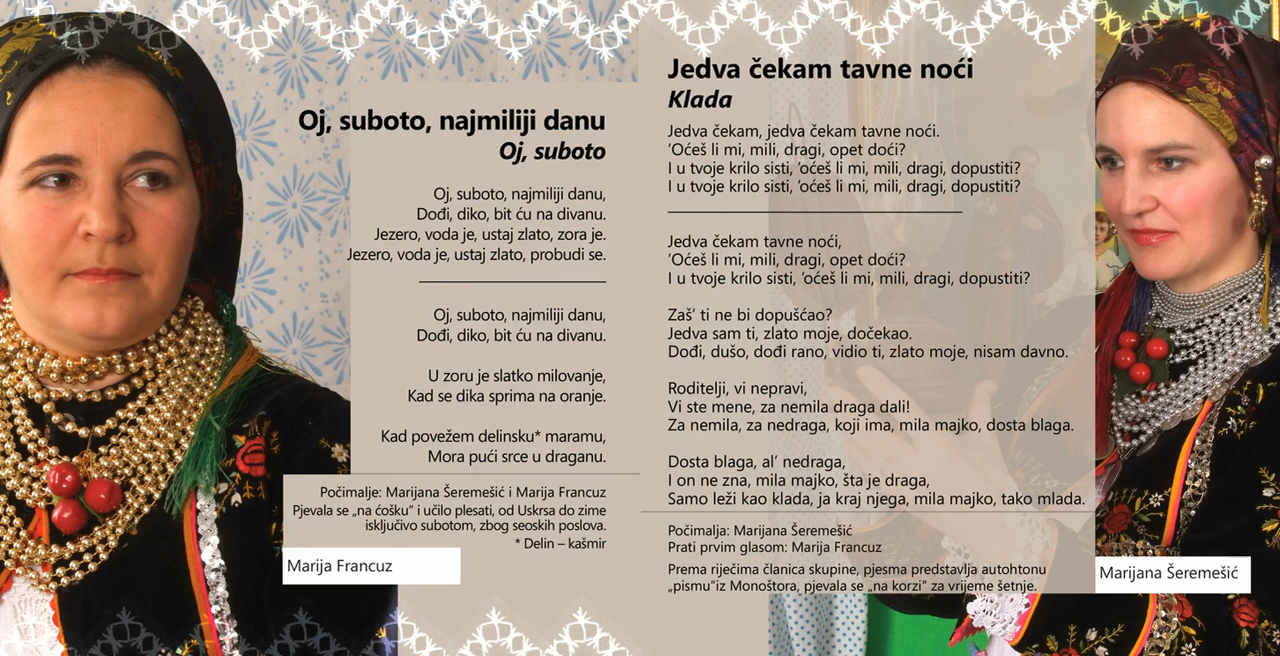 Oj, suboto, najmiliji danu
Oj, suboto
Oj, suboto, najmiliji danu,
Dođi, diko, bit ću na divanu.
Jezero, voda je, ustaj zlato, zora je.
Jezero, voda je, ustaj zlato, probudi se.
Oj, suboto, najmiliji danu,
Dođi, diko, bit ću na divanu.
U zoru je slatko milovanje,
Kad se dika sprima na oranje.
Kad povežem delinsku* maramu,
Mora pući srce u draganu.
Počimalje: Marijana Šeremešić i Marija Francuz
Pjevala se „na ćošku“ i učilo plesati, od Uskrsa do zime
isključivo subotom, zbog seoskih poslova.
* Delin – kašmir
Marija Francuz
Jedva čekam tavne noći
Klada
Jedva čekam, jedva čekam tavne noći.
‘Oćeš li mi, mili, dragi, opet doći?
I u tvoje krilo sisti, ‘oćeš li mi, mili, dragi, dopustiti?
I u tvoje krilo sisti, ‘oćeš li mi, mili, dragi, dopustiti?
Jedva čekam tavne noći,
‘Oćeš li mi, mili, dragi, opet doći?
I u tvoje krilo sisti, ‘oćeš li mi, mili, dragi, dopustiti?
Zaš’ ti ne bi dopušćao?
Jedva sam ti, zlato moje, dočekao.
Dođi, dušo, dođi rano, vidio ti, zlato moje, nisam davno.
Roditelji, vi nepravi,
Vi ste mene, za nemila draga dali!
Za nemila, za nedraga, koji ima, mila majko, dosta blaga.
Dosta blaga, al’ nedraga,
I on ne zna, mila majko, šta je draga,
Samo leži kao klada, ja kraj njega, mila majko, tako mlada.
Počimalja: Marijana Šeremešić
Prati prvim glasom: Marija Francuz
Prema riječima članica skupine, pjesma predstavlja autohtonu
„pismu“iz Monoštora, pjevala se „na korzi“ za vrijeme šetnje.
Marijana Šeremešić